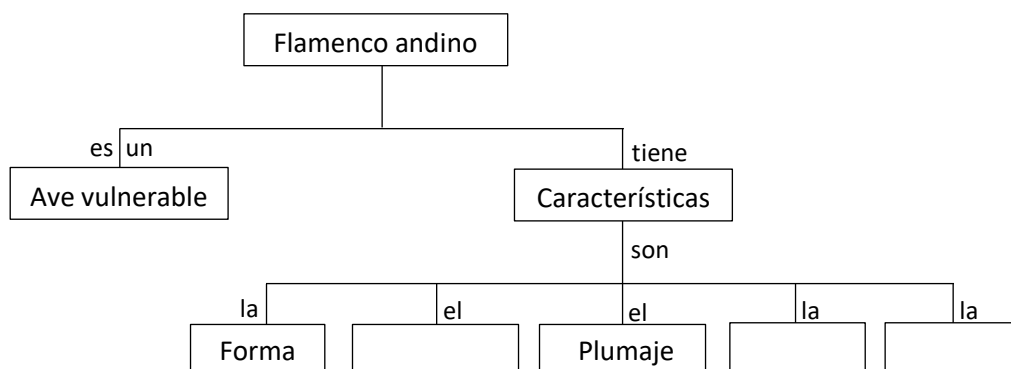 Flamenco andino
es un
tiene
Ave vulnerable
Características
son
la
el
el
la
la
Forma
Plumaje